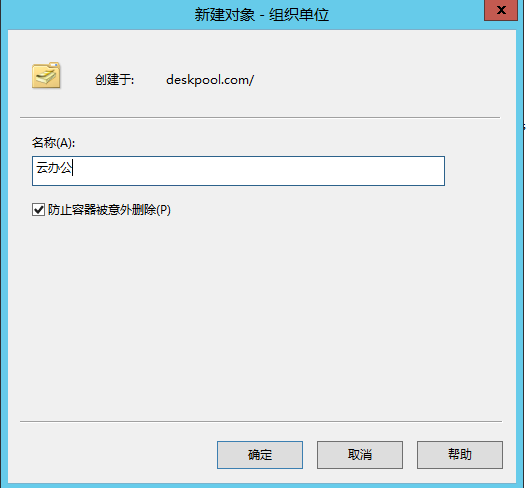 新建对象 - 组织单位
x
创建于: deskpool.com/
名称(A):
云办公
防止容器被意外删除(P)
确定 取消 帮助